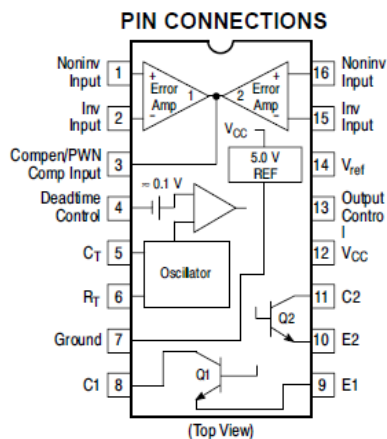 PIN CONNECTIONS
Noninv
Input
1
+
Error
Amp
1
-
Inv
Input
2
Compen/PWN
Comp Input
3
≈ 0.1 V
Deadtime
Control
4
CT
5
Oscillator
RT
6
Ground
7
C1
8
Q1
+
2
Error
Amp
-
16
Noninv
Input
15
Inv
Input
VCC
5.0 V
REF
14
Vref
13
Output
Contro
l
12
VCC
11
C2
Q2
10
E2
9
E1
(Top View)